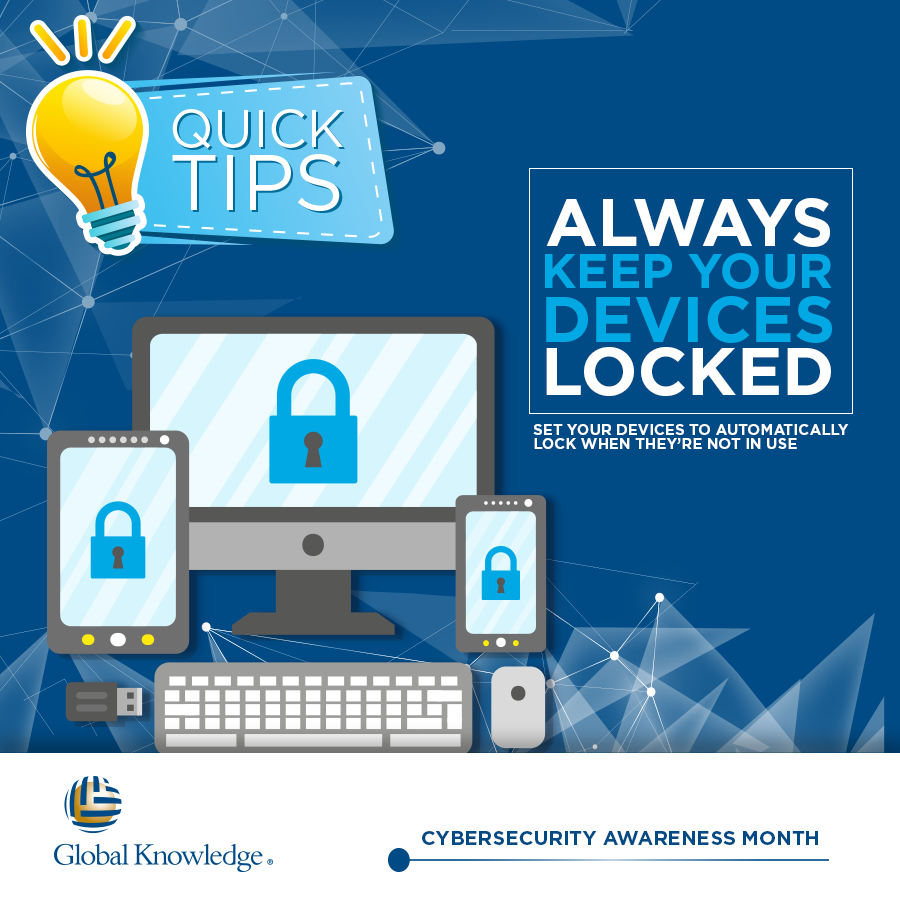 QUICK
TIPS
ALWAYS
KEEP YOUR
DEVICES
LOCKED
SET YOUR DEVICES TO AUTOMATICALLY
LOCK WHEN THEY'RE NOT IN USE
Global Knowledge®
CYBERSECURITY AWARENESS MONTH